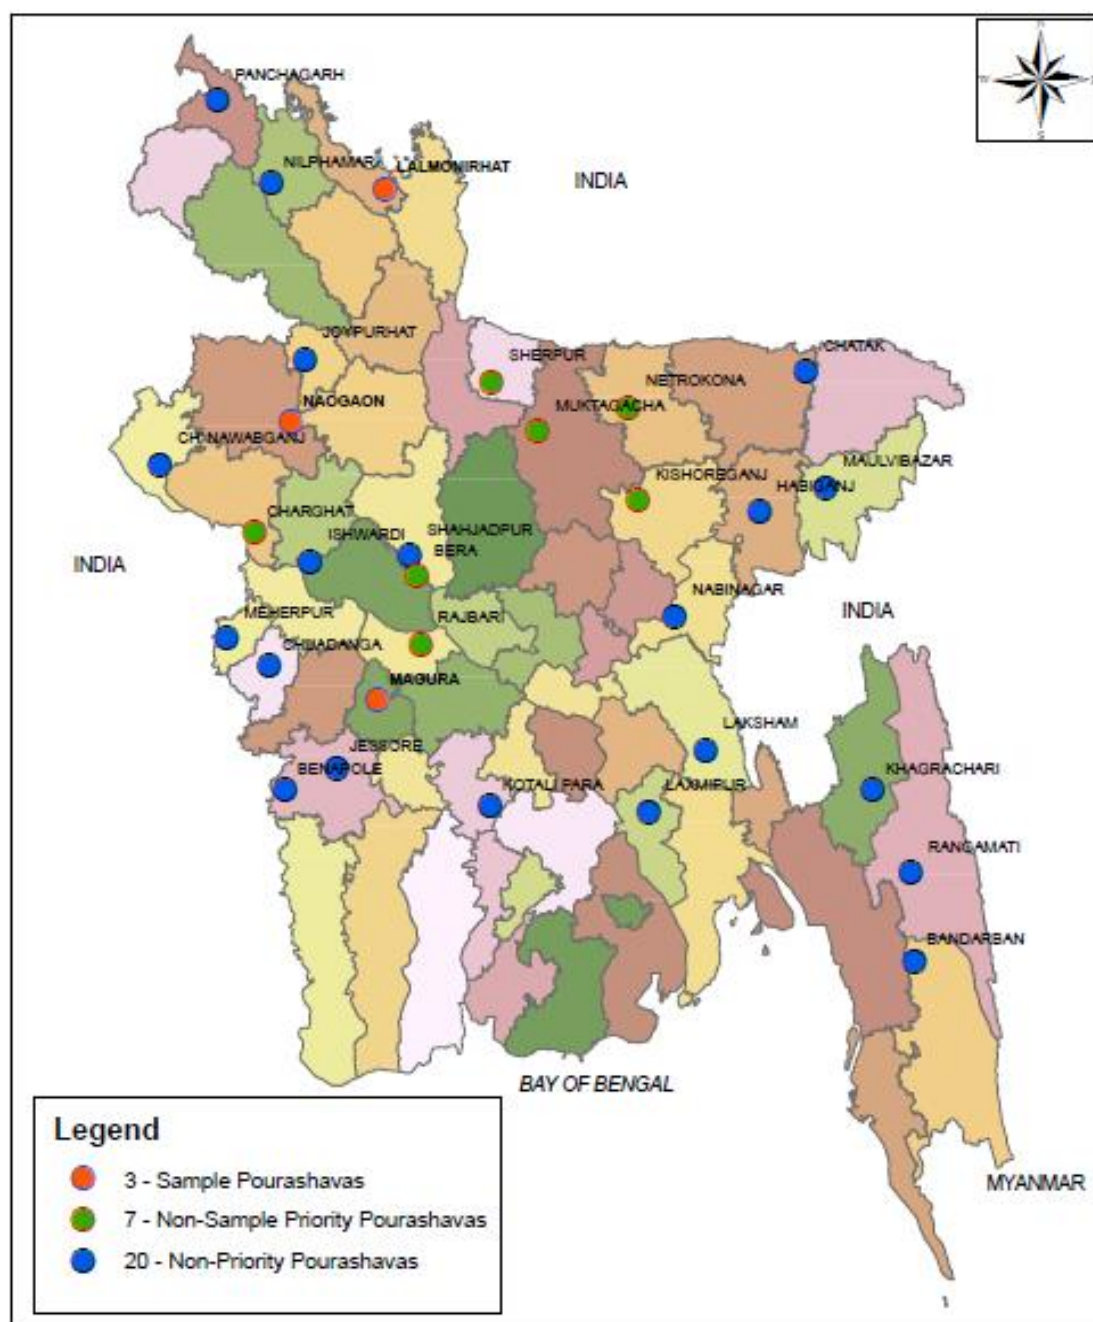 N
W
S
PANCHAGARH
NILPHAMARI
LALMONIRHAT
INDIA
JOYPURHAT
SHERPUR
CHATAK
NETROKONA
NAOGAON
MUKTAGACHA
CH. NAWABGANJ
MAULVIBAZAR
KISHOREGANJ
HABIGANJ
CHARGHAT
ISHWARDI
SHAHJADPUR
BERA
INDIA
NABINAGAR
MEHERPUR
RAJBARI
INDIA
CHUADANGA
MAGURA
LAKSHAM
JESSORE
BENAPOLE
KOTALI PARA
LAXMIPUR
KHAGRACHARI
RANGAMATI
BANDARBAN
BAY OF BENGAL
MYANMAR
Legend
3 - Sample Pourashavas
7 - Non-Sample Priority Pourashavas
20 - Non-Priority Pourashavas